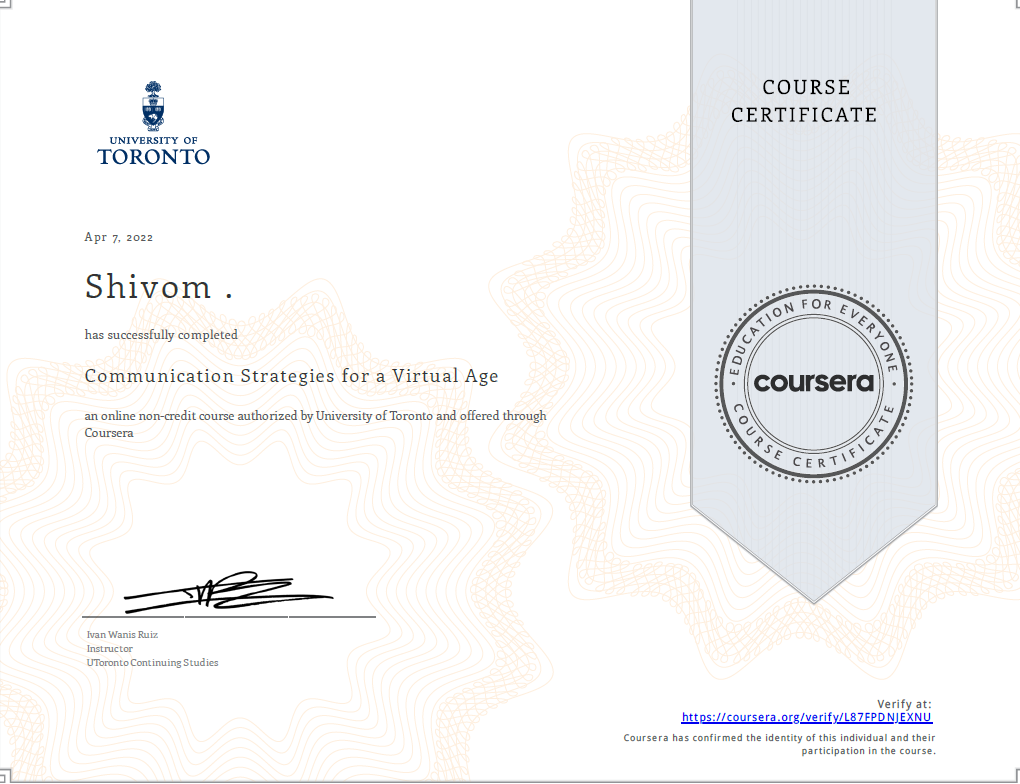 COURSE
CERTIFICATE
UNIVERSITY OF
TORONTO
Apr 7, 2022
Shivom .
has successfully completed
Communication Strategies for a Virtual Age
an online non-credit course authorized by University of Toronto and offered through
Coursera
EDUCATION FOR EVERYONE
coursera
COURSE CERTIFICATE
Ivan Wanis Ruiz
Instructor
UToronto Continuing Studies
Verify at:
https://coursera.org/verify/L87FPDNJEXNU
Coursera has confirmed the identity of this individual and their
participation in the course.